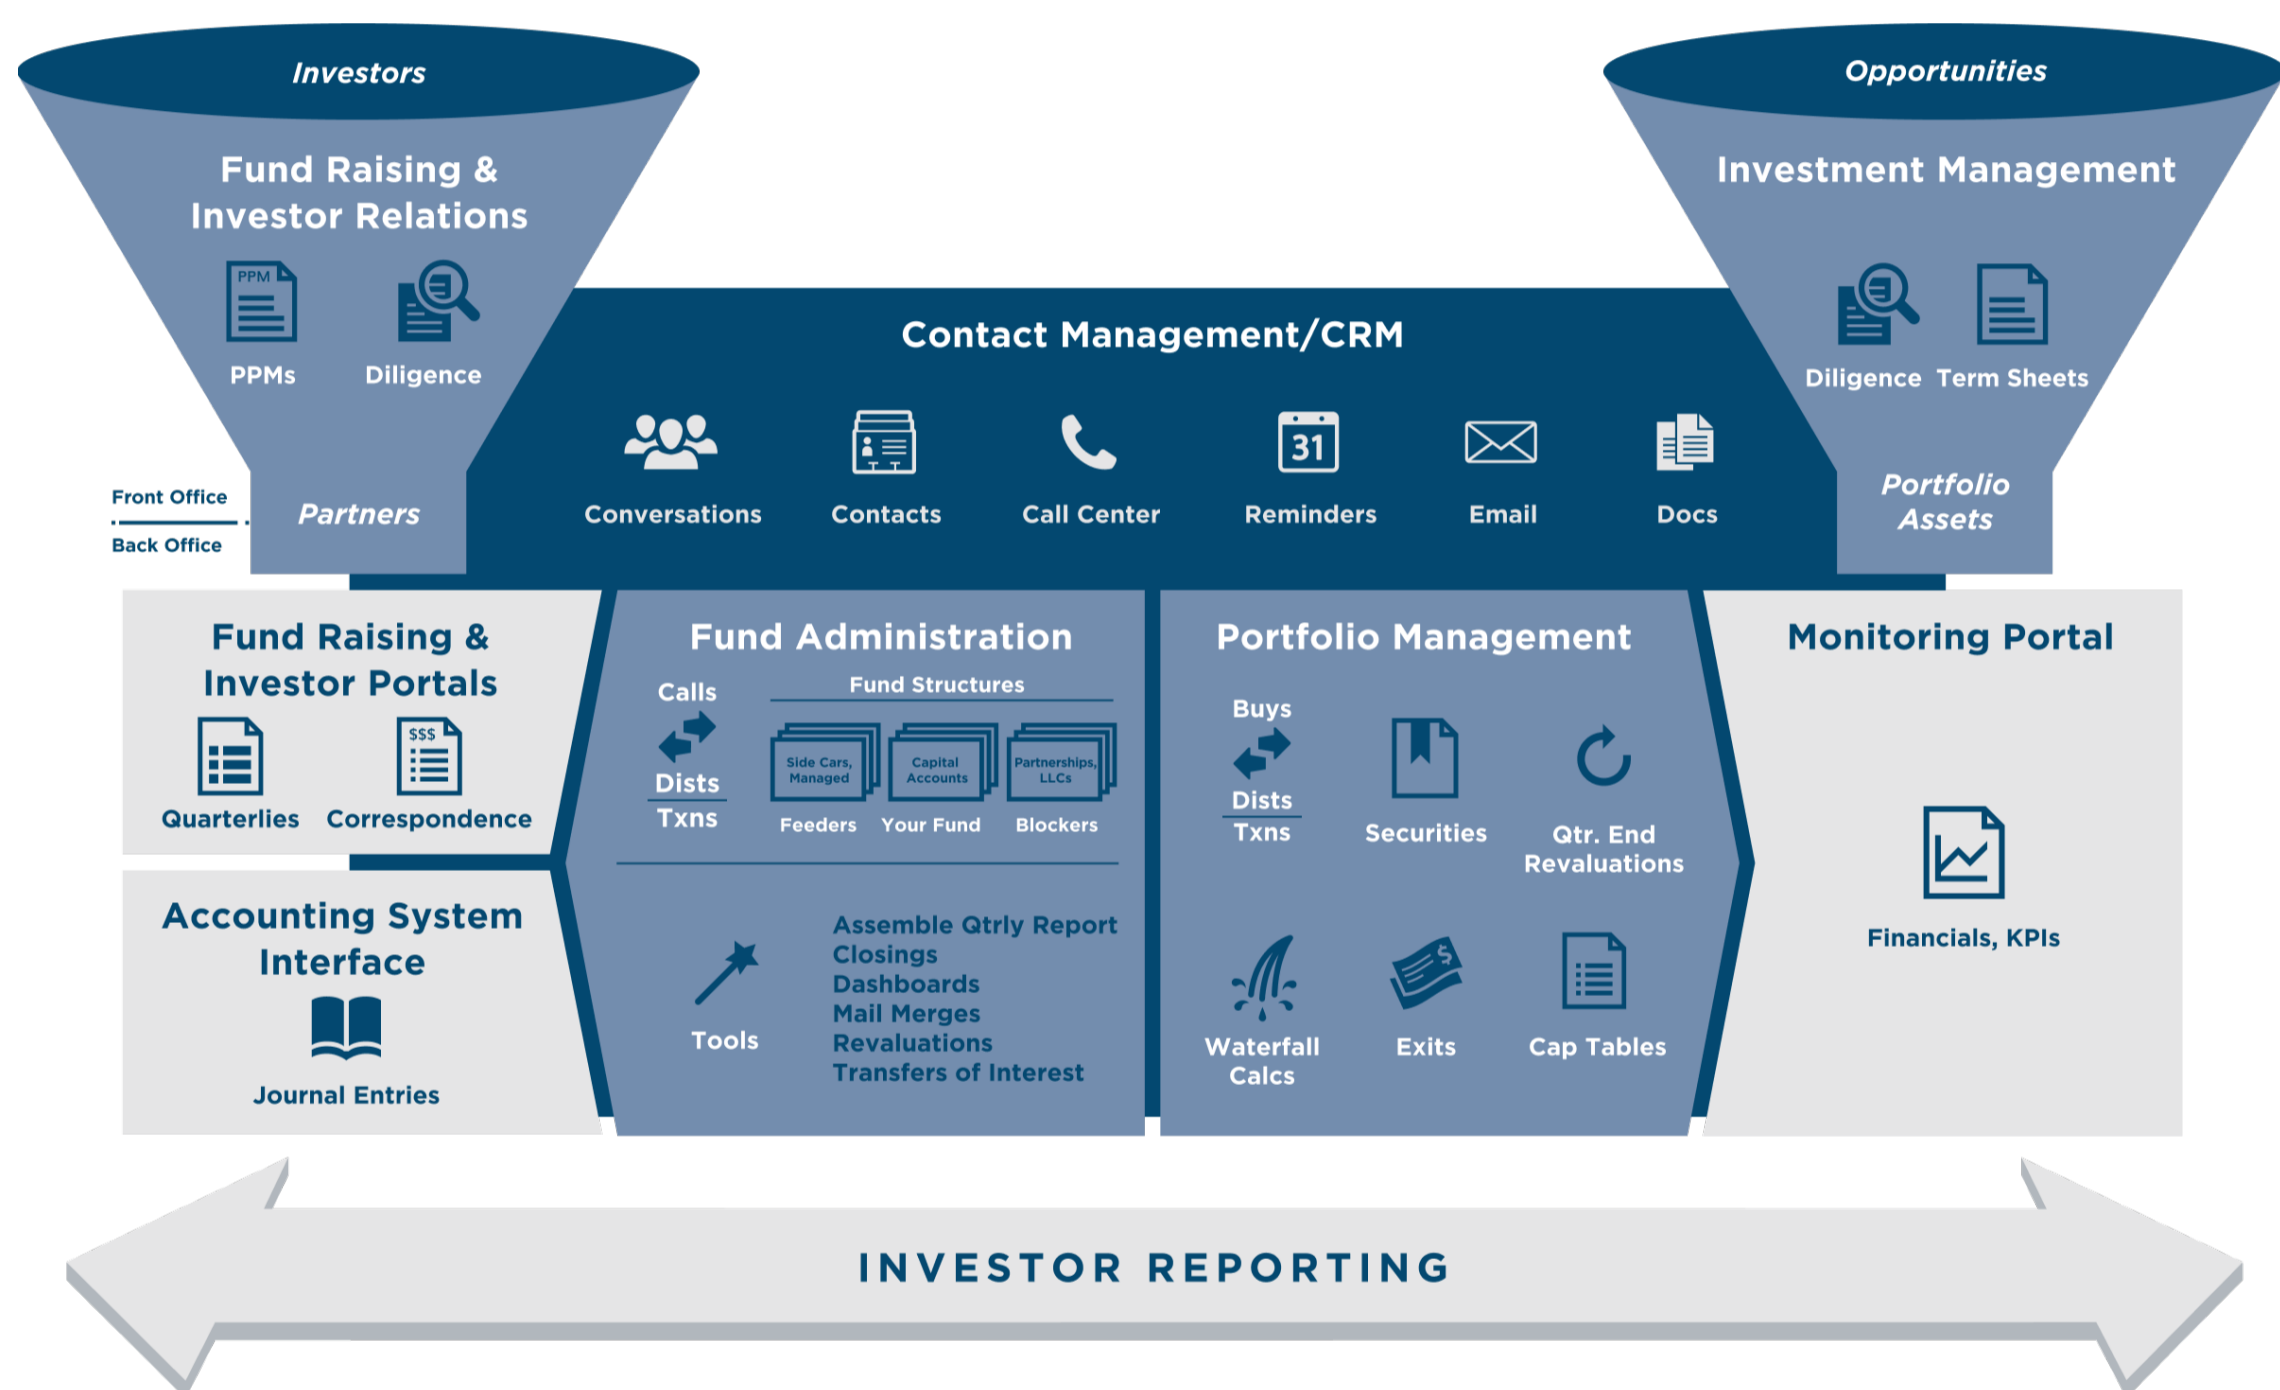 Investors
Fund Raising &
Investor Relations
PPM
PPMs
Diligence
Partners
Opportunities
Investment Management
Diligence
Term Sheets
Portfolio
Assets
Contact Management/CRM
31
Conversations
Contacts
Call Center
Reminders
Email
Docs
Front Office
Back Office
Fund Raising &
Investor Portals
$$$
Quarterlies
Correspondence
Accounting System
Interface
Journal Entries
Fund Administration
Calls
Dists
Txns
Fund Structures
Side Cars,
Managed
Feeders
Capital
Accounts
Your Fund
Partnerships,
LLCs
Blockers
Tools
Assemble Qtrly Report
Closings
Dashboards
Mail Merges
Revaluations
Transfers of Interest
Portfolio Management
Buys
Dists
Txns
Securities
Qtr. End
Revaluations
Waterfall
Calcs
$
Exits
Cap Tables
Monitoring Portal
Financials, KPIs
INVESTOR REPORTING